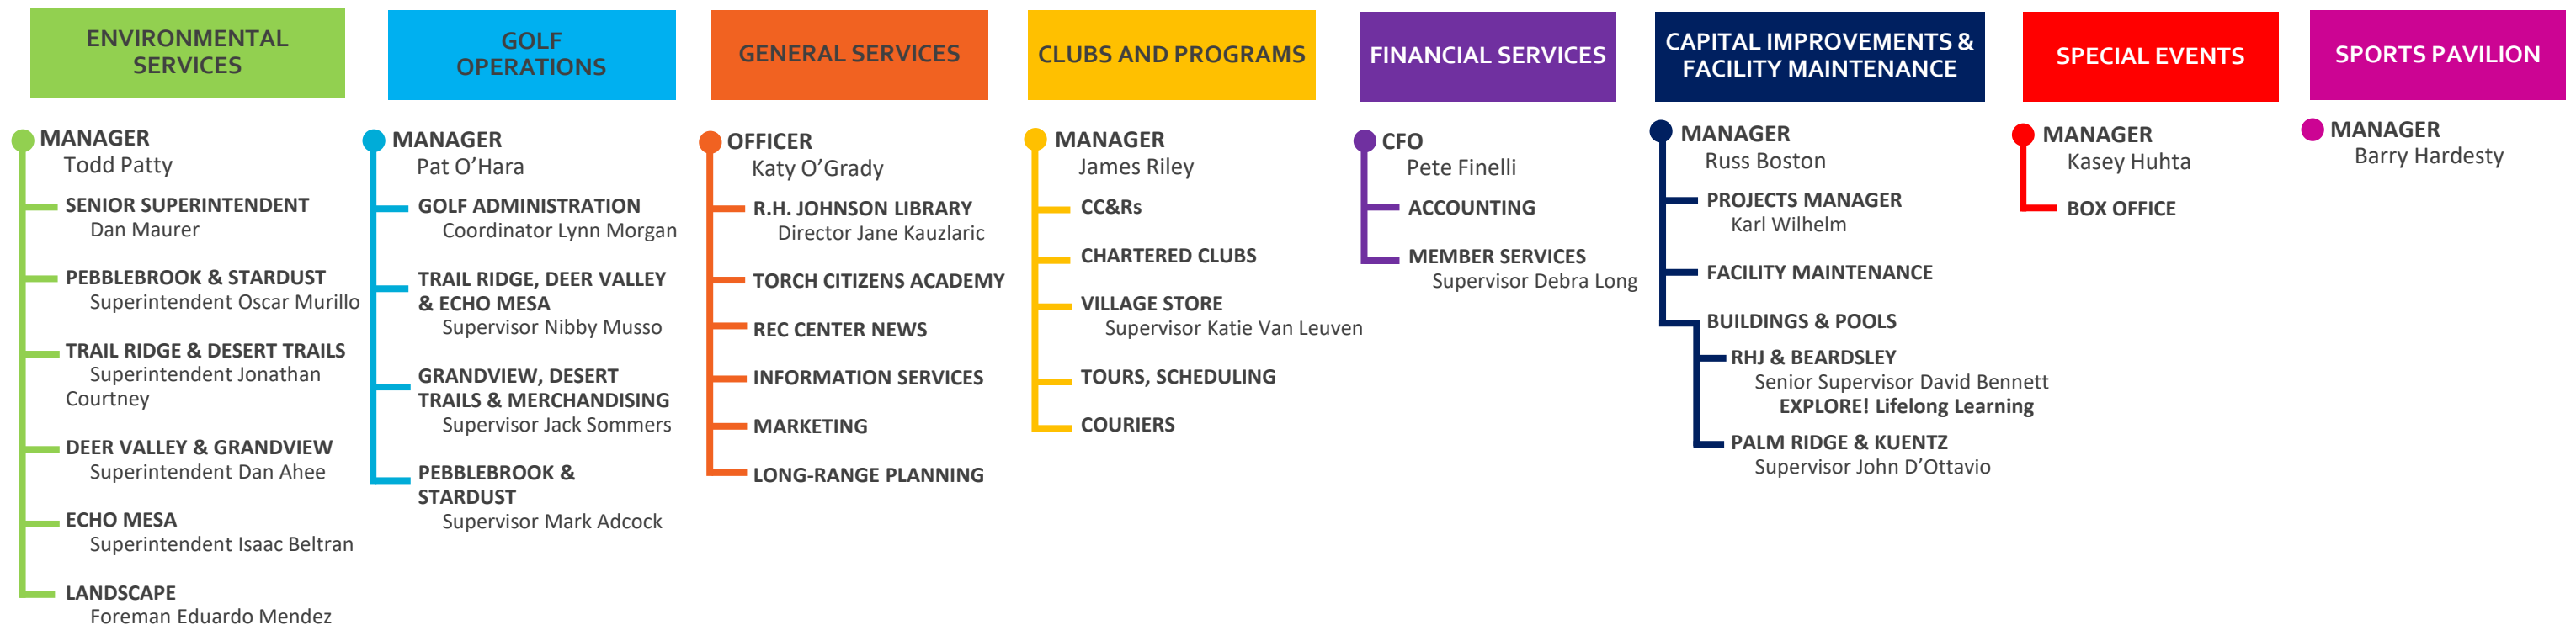 ENVIRONMENTAL
SERVICES
MANAGER
Todd Patty
SENIOR SUPERINTENDENT
Dan Maurer
PEBBLEBROOK & STARDUST
Superintendent Oscar Murillo
TRAIL RIDGE & DESERT TRAILS
Superintendent Jonathan
Courtney
DEER VALLEY & GRANDVIEW
Superintendent Dan Ahee
ECHO MESA
Superintendent Isaac Beltran
LANDSCAPE
Foreman Eduardo Mendez
GOLF
OPERATIONS
MANAGER
Pat O’Hara
GOLF ADMINISTRATION
Coordinator Lynn Morgan
TRAIL RIDGE, DEER VALLEY
& ECHO MESA
Supervisor Nibby Musso
GRANDVIEW, DESERT
TRAILS & MERCHANDISING
Supervisor Jack Sommers
PEBBLEBROOK &
STARDUST
Supervisor Mark Adcock
GENERAL SERVICES
OFFICER
Katy O’Grady
R.H. JOHNSON LIBRARY
Director Jane Kauzlaric
TORCH CITIZENS ACADEMY
REC CENTER NEWS
INFORMATION SERVICES
MARKETING
LONG-RANGE PLANNING
CLUBS AND PROGRAMS
MANAGER
James Riley
CC&Rs
CHARTERED CLUBS
VILLAGE STORE
Supervisor Katie Van Leuven
TOURS, SCHEDULING
COURIERS
FINANCIAL SERVICES
CFO
Pete Finelli
ACCOUNTING
MEMBER SERVICES
Supervisor Debra Long
CAPITAL IMPROVEMENTS &
FACILITY MAINTENANCE
MANAGER
Russ Boston
PROJECTS MANAGER
Karl Wilhelm
FACILITY MAINTENANCE
BUILDINGS & POOLS
RHJ & BEARDSLEY
Senior Supervisor David Bennett
EXPLORE! Lifelong Learning
PALM RIDGE & KUENTZ
Supervisor John D’Ottavio
SPECIAL EVENTS
MANAGER
Kasey Huhta
BOX OFFICE
SPORTS PAVILION
MANAGER
Barry Hardesty